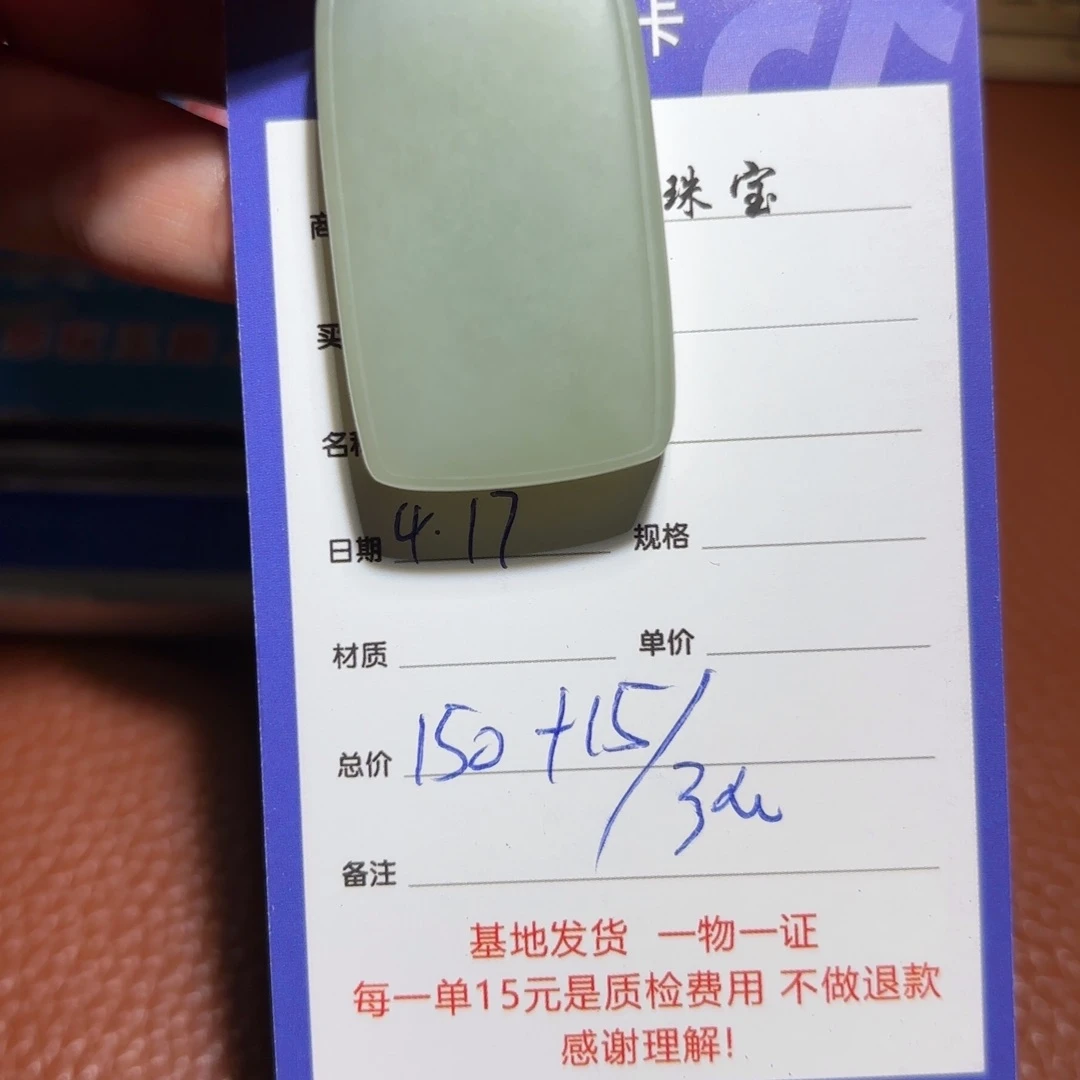 卡
商 珠宝
买
名称
日期 4.17 规格
材质 单价
总价 150+15/
备注
基地发货 一物一证
每一单15元是质检费用 不做退款
感谢理解!